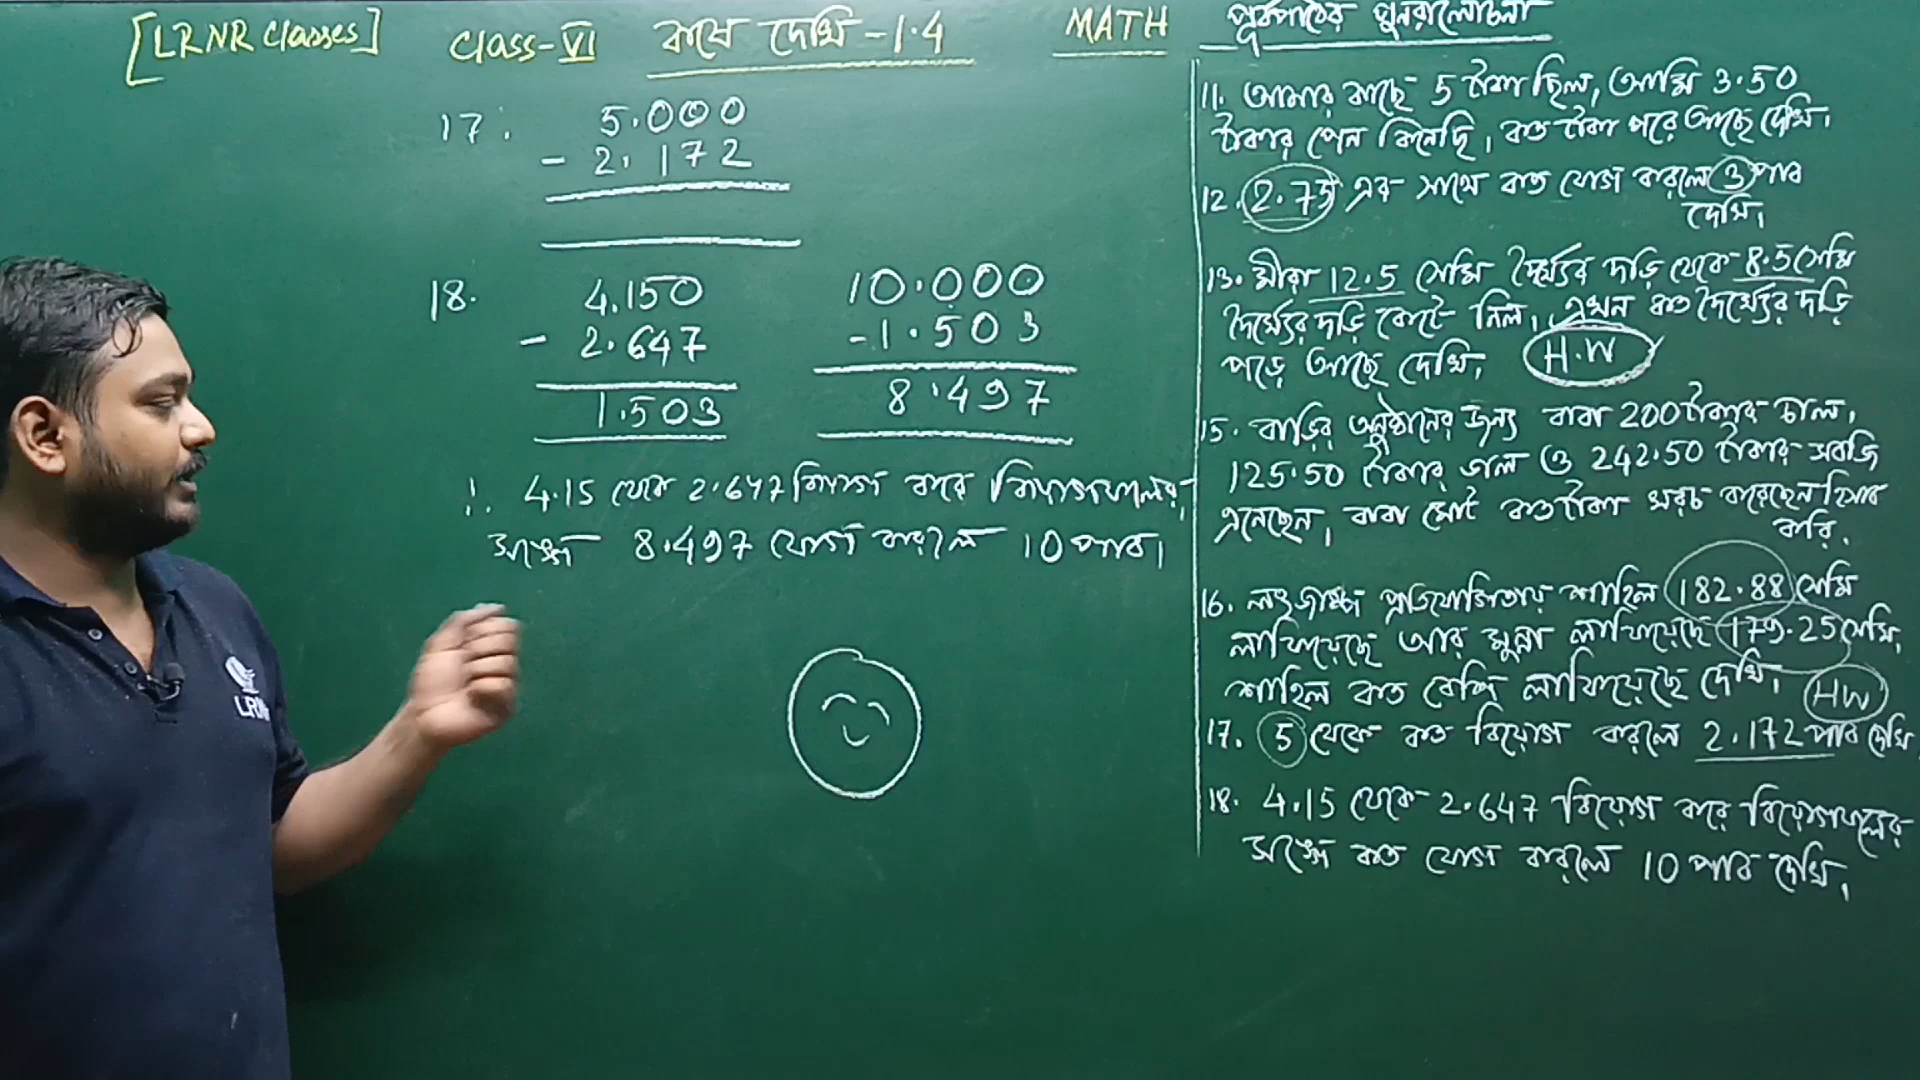 [LRNR Classes] Class-VI কষে দেখি -1.4 MATH
পূর্বপাঠের পুনরালোচনা
17. 5.000
- 2.172
18. 4.150
- 2.647
1.503
10.000
-1.503
8.497
∴ 4.15 থেকে 2.647 বিয়োগ করে বিয়োগফলের
সঙ্গে 8.497 যোগ করলে 10 পাব।
11. আমার কাছে 5 টাকা ছিল, আমি 3.50
টাকার পেন কিনেছি, কত টাকা পরে আছে দেখি।
12. 2.75 এর সাথে কত যোগ করলে 3 পাব
দেখি।
13. মীরা 12.5 সেমি দৈর্ঘ্যের দড়ি থেকে 8.5 সেমি
দৈর্ঘ্যের দড়ি কেটে নিল, এখন কত দৈর্ঘ্যের দড়ি
পড়ে আছে দেখি। H.W
15. বাড়ির অনুষ্ঠানের জন্য বাবা 200 টাকার চাল,
125.50 টাকার ডাল ও 242.50 টাকার সবজি
এনেছেন, বাবা মোট কত টাকা খরচ করেছেন হিসাব
করি.
16. লংজাম্প প্রতিযোগিতায় শাহিল 182.88 সেমি
লাফিয়েছে আর মুন্না লাফিয়েছে 179.25 সেমি,
শাহিল কত বেশি লাফিয়েছে দেখি। HW
17. 5 থেকে কত বিয়োগ করলে 2.172 পাব দেখি
18. 4.15 থেকে 2.647 বিয়োগ করে বিয়োগফলের
সঙ্গে কত যোগ করলে 10 পাব দেখি।